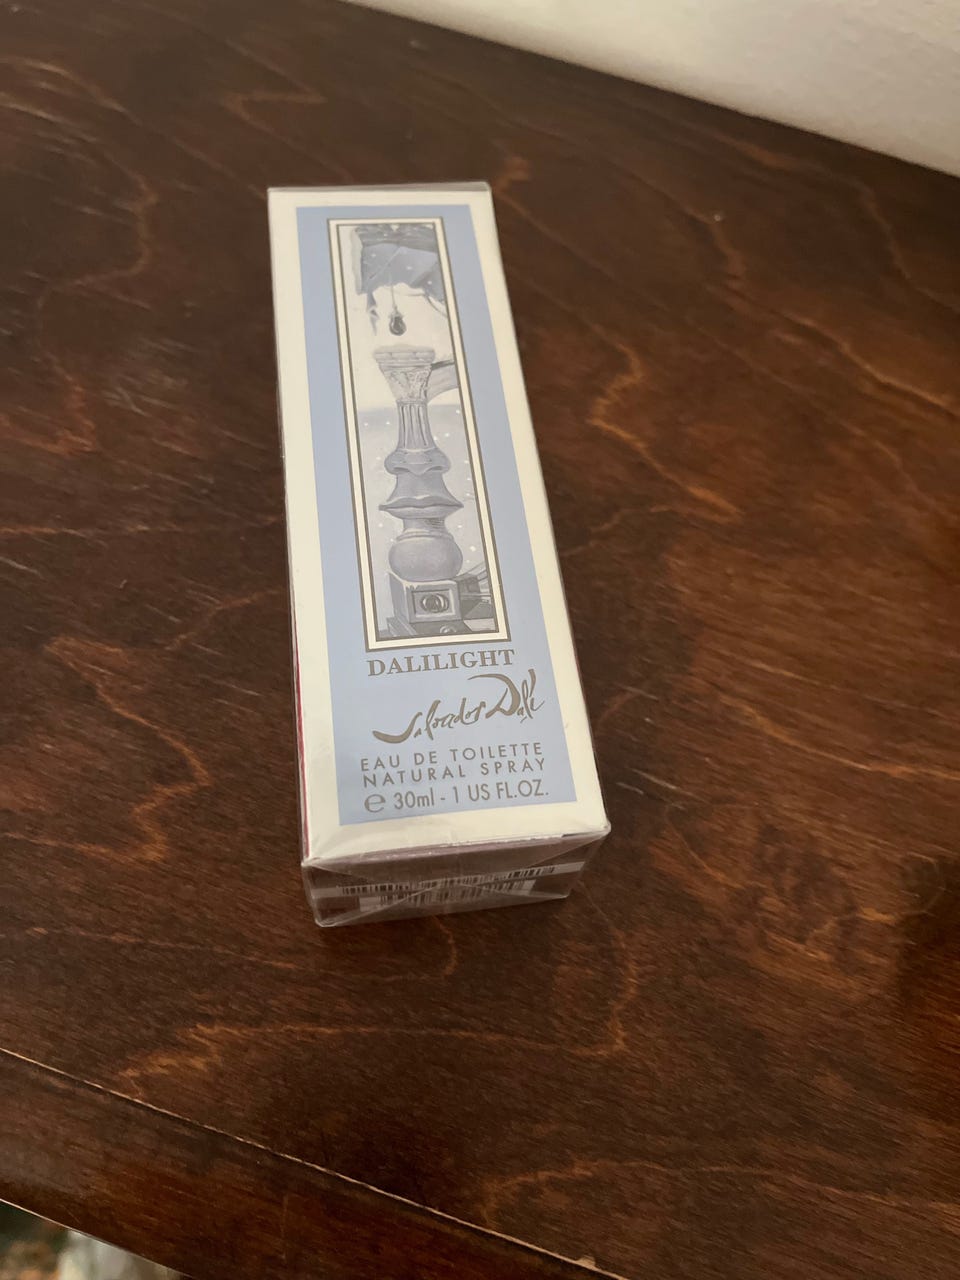 DALILIGHT
Salvador Dalí
EAU DE TOILETTE
NATURAL SPRAY
℮ 30ml - 1 US FL.OZ.